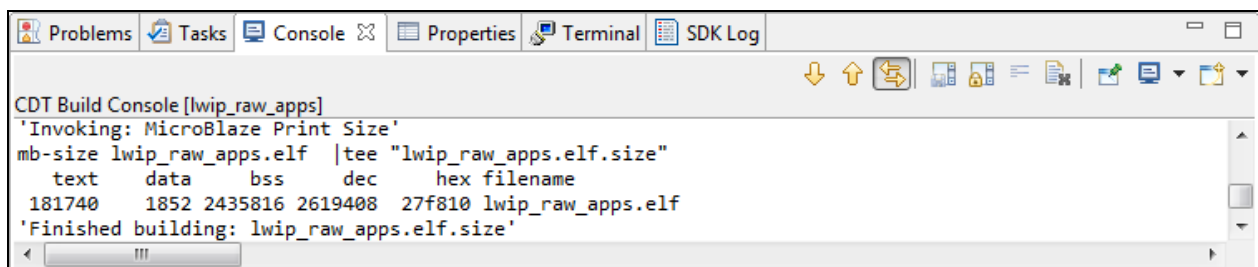 Problems Tasks Console Properties Terminal SDK Log
CDT Build Console [lwip_raw_apps]
'Invoking: MicroBlaze Print Size'
mb-size lwip_raw_apps.elf  |tee "lwip_raw_apps.elf.size"
   text    data     bss     dec     hex filename
 181740    1852 2435816 2619408  27f810 lwip_raw_apps.elf
'Finished building: lwip_raw_apps.elf.size'